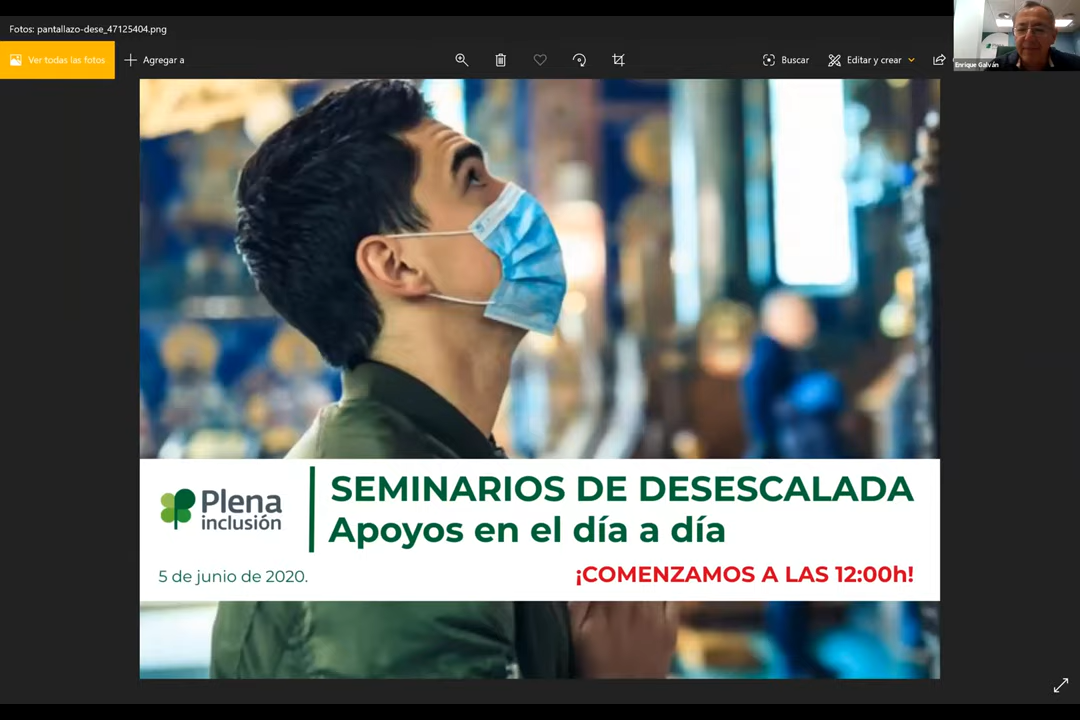 Fotos: pantallazo-dese_47125404.png
Ver todas las fotos
Agregar a
Buscar
Editar y crear
Enrique Galván
Plena
inclusión
SEMINARIOS DE DESESCALADA
Apoyos en el día a día
5 de junio de 2020.
¡COMENZAMOS A LAS 12:00h!